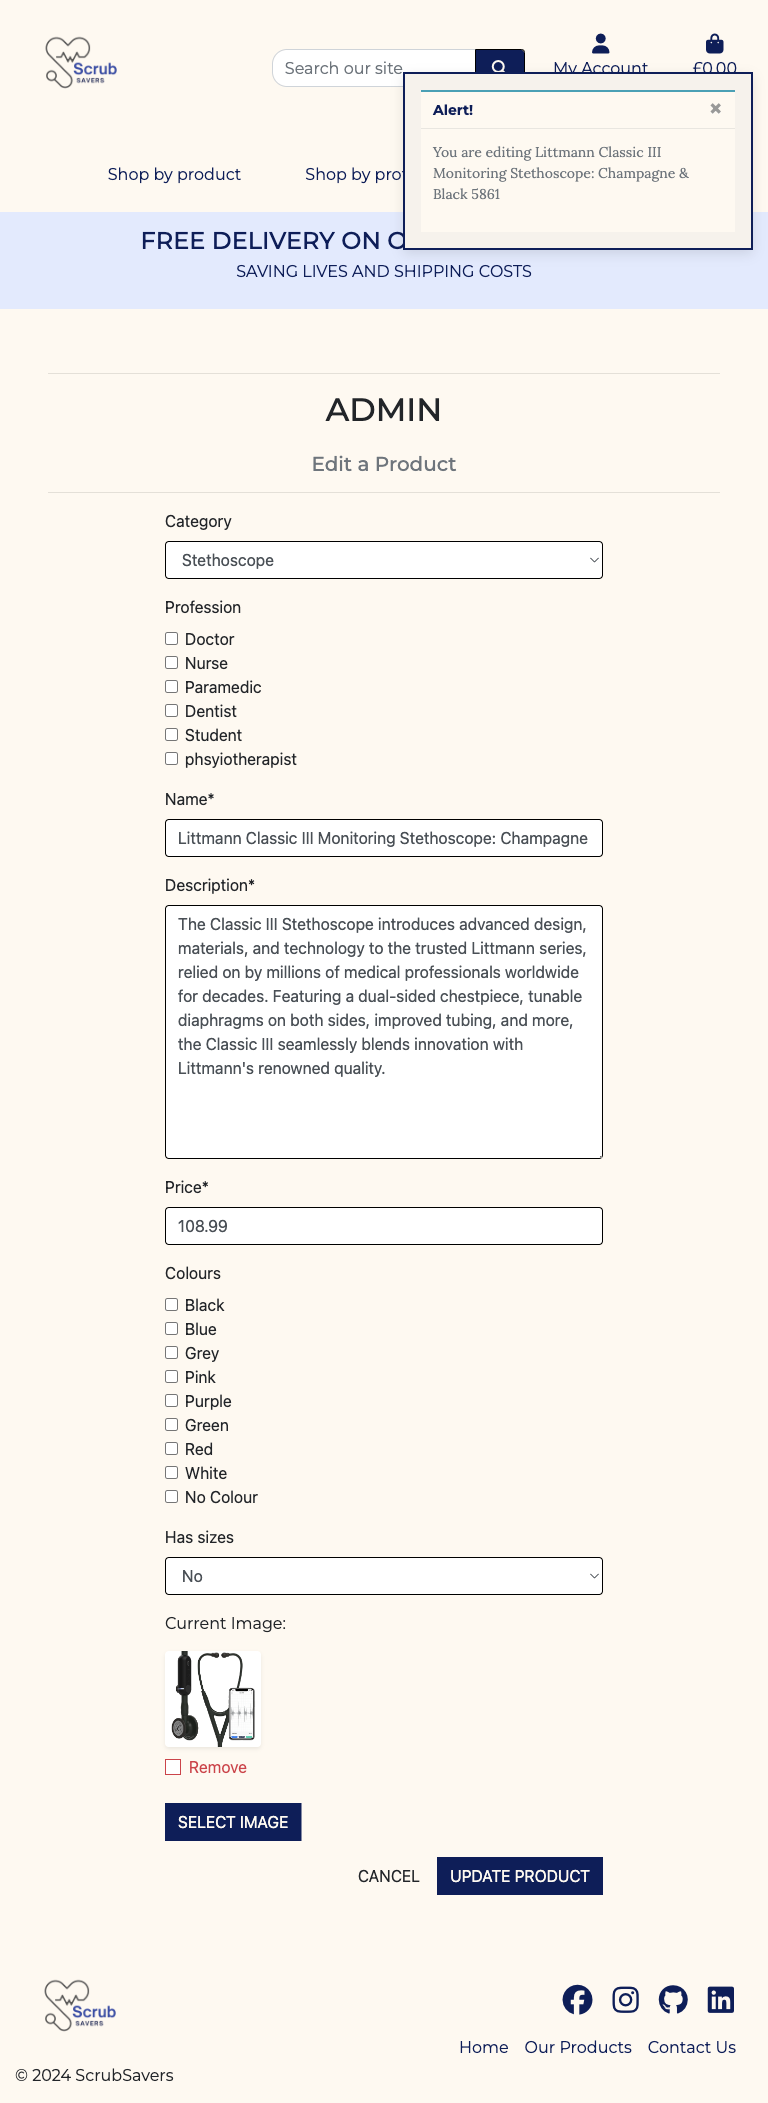 Scrub
SAVERS
Search our site
My Account
£0.00
Alert!
×
You are editing Littmann Classic III
Monitoring Stethoscope: Champagne &
Black 5861
Shop by product
Shop by
FREE DELIVERY ON
SAVING LIVES AND SHIPPING COSTS
ADMIN
Edit a Product
Category
Stethoscope
Profession
Doctor
Nurse
Paramedic
Dentist
Student
phsyiotherapist
Name*
Littmann Classic III Monitoring Stethoscope: Champagne
Description*
The Classic III Stethoscope introduces advanced design,
materials, and technology to the trusted Littmann series,
relied on by millions of medical professionals worldwide
for decades. Featuring a dual-sided chestpiece, tunable
diaphragms on both sides, improved tubing, and more,
the Classic III seamlessly blends innovation with
Littmann's renowned quality.
Price*
108.99
Colours
Black
Blue
Grey
Pink
Purple
Green
Red
White
No Colour
Has sizes
No
Current Image:
Remove
SELECT IMAGE
CANCEL
UPDATE PRODUCT
Scrub
SAVERS
Home
Our Products
Contact Us
© 2024 ScrubSavers